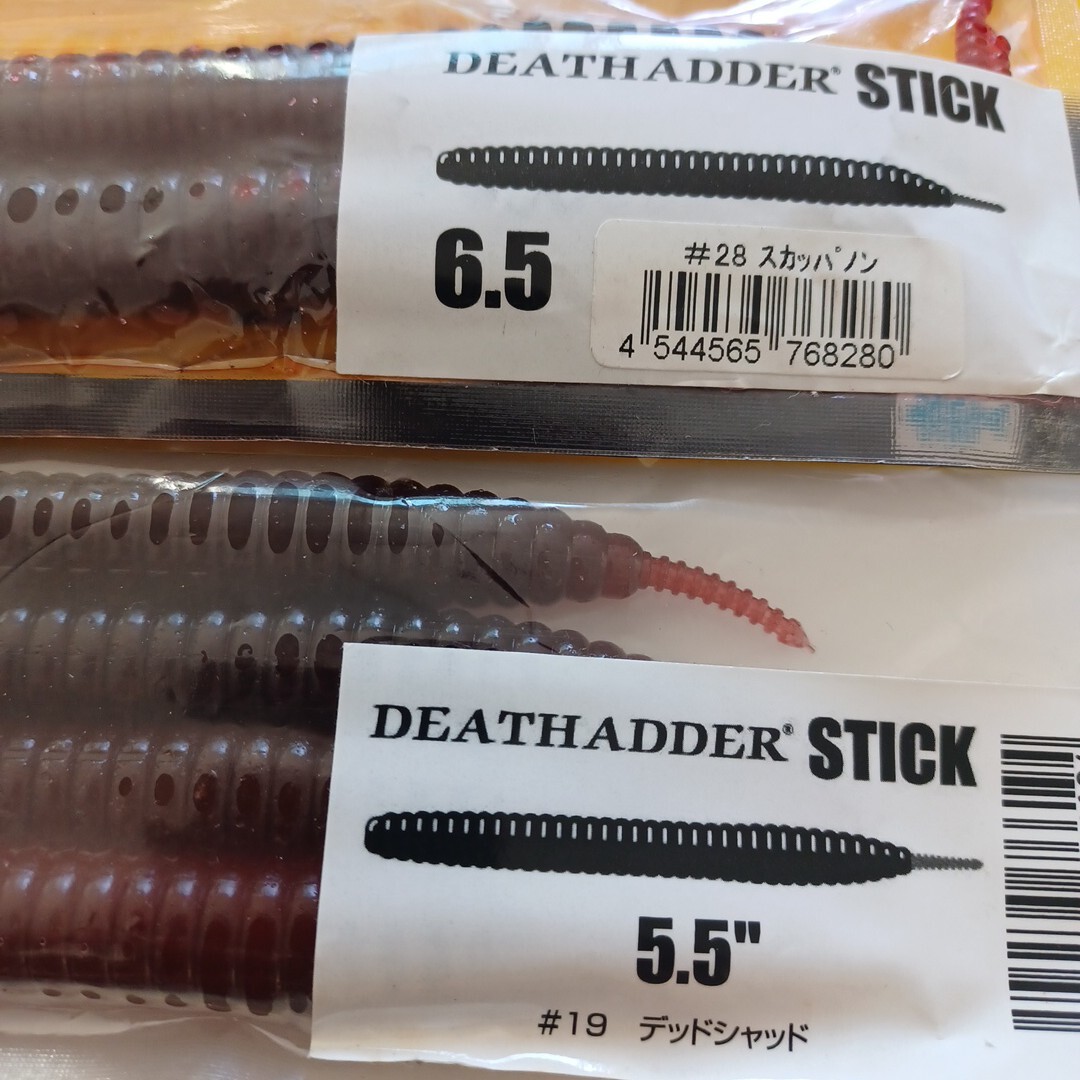 DEATHADDER® STICK
6.5
#28 ｽｶｯﾊﾟﾉﾝ
4 544565 768280
DEATHADDER® STICK
5.5"
#19 デッドシャッド